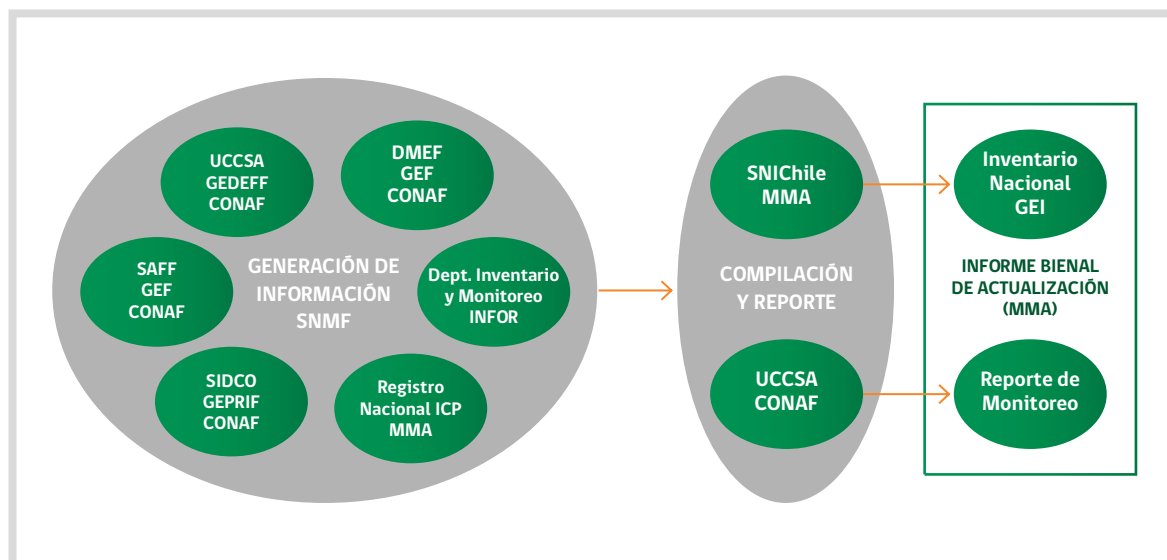 UCCSA
GEDEFF
CONAF
DMEF
GEF
CONAF
SAFF
GEF
CONAF
GENERACIÓN DE
INFORMACIÓN
SNMF
Dept. Inventario
y Monitoreo
INFOR
SIDCO
GEPRIF
CONAF
Registro
Nacional ICP
MMA
SNIChile
MMA
COMPILACIÓN
Y REPORTE
UCCSA
CONAF
Inventario
Nacional
GEI
INFORME BIENAL
DE ACTUALIZACIÓN
(MMA)
Reporte de
Monitoreo